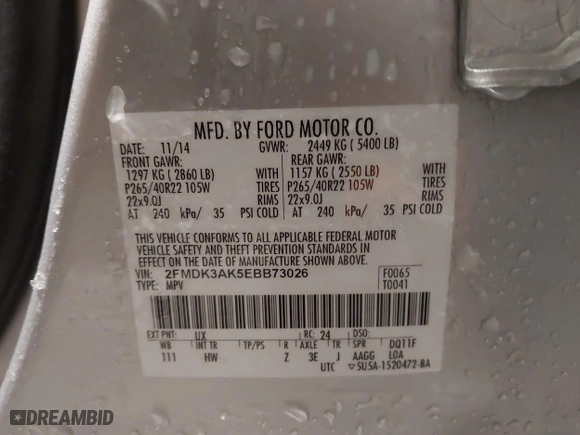 MFD. BY FORD MOTOR CO.
DATE: 11/14 GVWR: 2449 KG ( 5400 LB)
FRONT GAWR: REAR GAWR:
1297 KG ( 2860 LB) WITH 1157 KG ( 2550 LB) WITH
P265/40R22 105W TIRES P265/40R22 105W TIRES
22x9.0J RIMS 22x9.0J RIMS
AT 240 kPa/ 35 PSI COLD AT 240 kPa/ 35 PSI COLD
THIS VEHICLE CONFORMS TO ALL APPLICABLE FEDERAL MOTOR
VEHICLE SAFETY AND THEFT PREVENTION STANDARDS IN
EFFECT ON THE DATE OF MANUFACTURE SHOWN ABOVE.
VIN: 2FMDK3AK5EBB73026 F0065
TYPE: MPV T0041
EXT PNT: UX RC: 24 DSO:
WB INT TR TP/PS R AXLE TR SPR DQ11F
111 HW Z 3E J AAGG LOA
UTC ▽5U5A-1520472-BA
DREAMBID